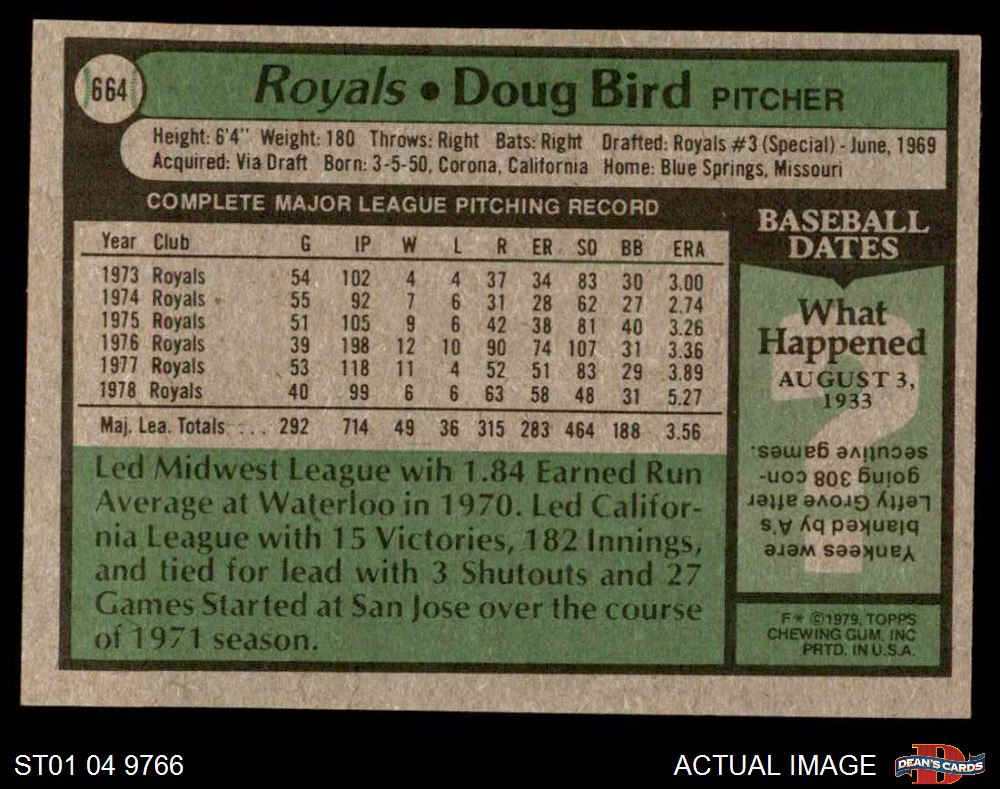 664
Royals • Doug Bird PITCHER
Height: 6'4" Weight: 180 Throws: Right Bats: Right Drafted: Royals #3 (Special) - June, 1969
Acquired: Via Draft Born: 3-5-50, Corona, California Home: Blue Springs, Missouri
COMPLETE MAJOR LEAGUE PITCHING RECORD
Year Club G IP W L R ER SO BB ERA
1973 Royals 54 102 4 4 37 34 83 30 3.00
1974 Royals 55 92 7 6 31 28 62 27 2.74
1975 Royals 51 105 9 6 42 38 81 40 3.26
1976 Royals 39 198 12 10 90 74 107 31 3.36
1977 Royals 53 118 11 4 52 51 83 29 3.89
1978 Royals 40 99 6 6 63 58 48 31 5.27
Maj. Lea. Totals ... 292 714 49 36 315 283 464 188 3.56
Led Midwest League wih 1.84 Earned Run
Average at Waterloo in 1970. Led Califor-
nia League with 15 Victories, 182 Innings,
and tied for lead with 3 Shutouts and 27
Games Started at San Jose over the course
of 1971 season.
BASEBALL
DATES
What
Happened
AUGUST 3,
1933
?
Yankees were
blanked by A's
Lefty Grove after
going 308 con-
secutive games.
F* ©1979, TOPPS
CHEWING GUM, INC
PRTD. IN U.S.A.
ST01 04 9766
ACTUAL IMAGE
D
DEAN'S CARDS